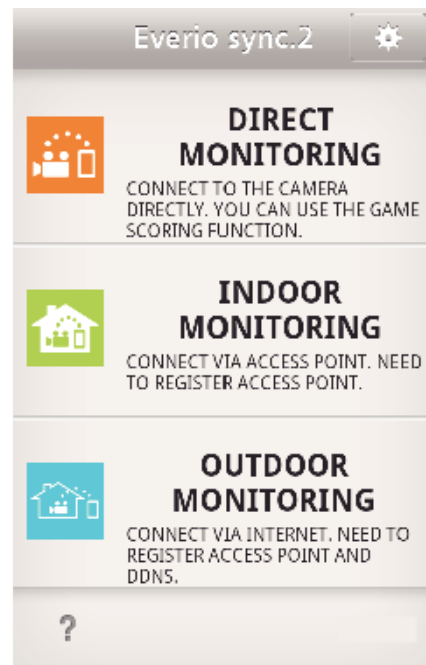 Everio sync.2
DIRECT
MONITORING
CONNECT TO THE CAMERA
DIRECTLY. YOU CAN USE THE GAME
SCORING FUNCTION.
INDOOR
MONITORING
CONNECT VIA ACCESS POINT. NEED
TO REGISTER ACCESS POINT.
OUTDOOR
MONITORING
CONNECT VIA INTERNET. NEED TO
REGISTER ACCESS POINT AND
DDNS.
?